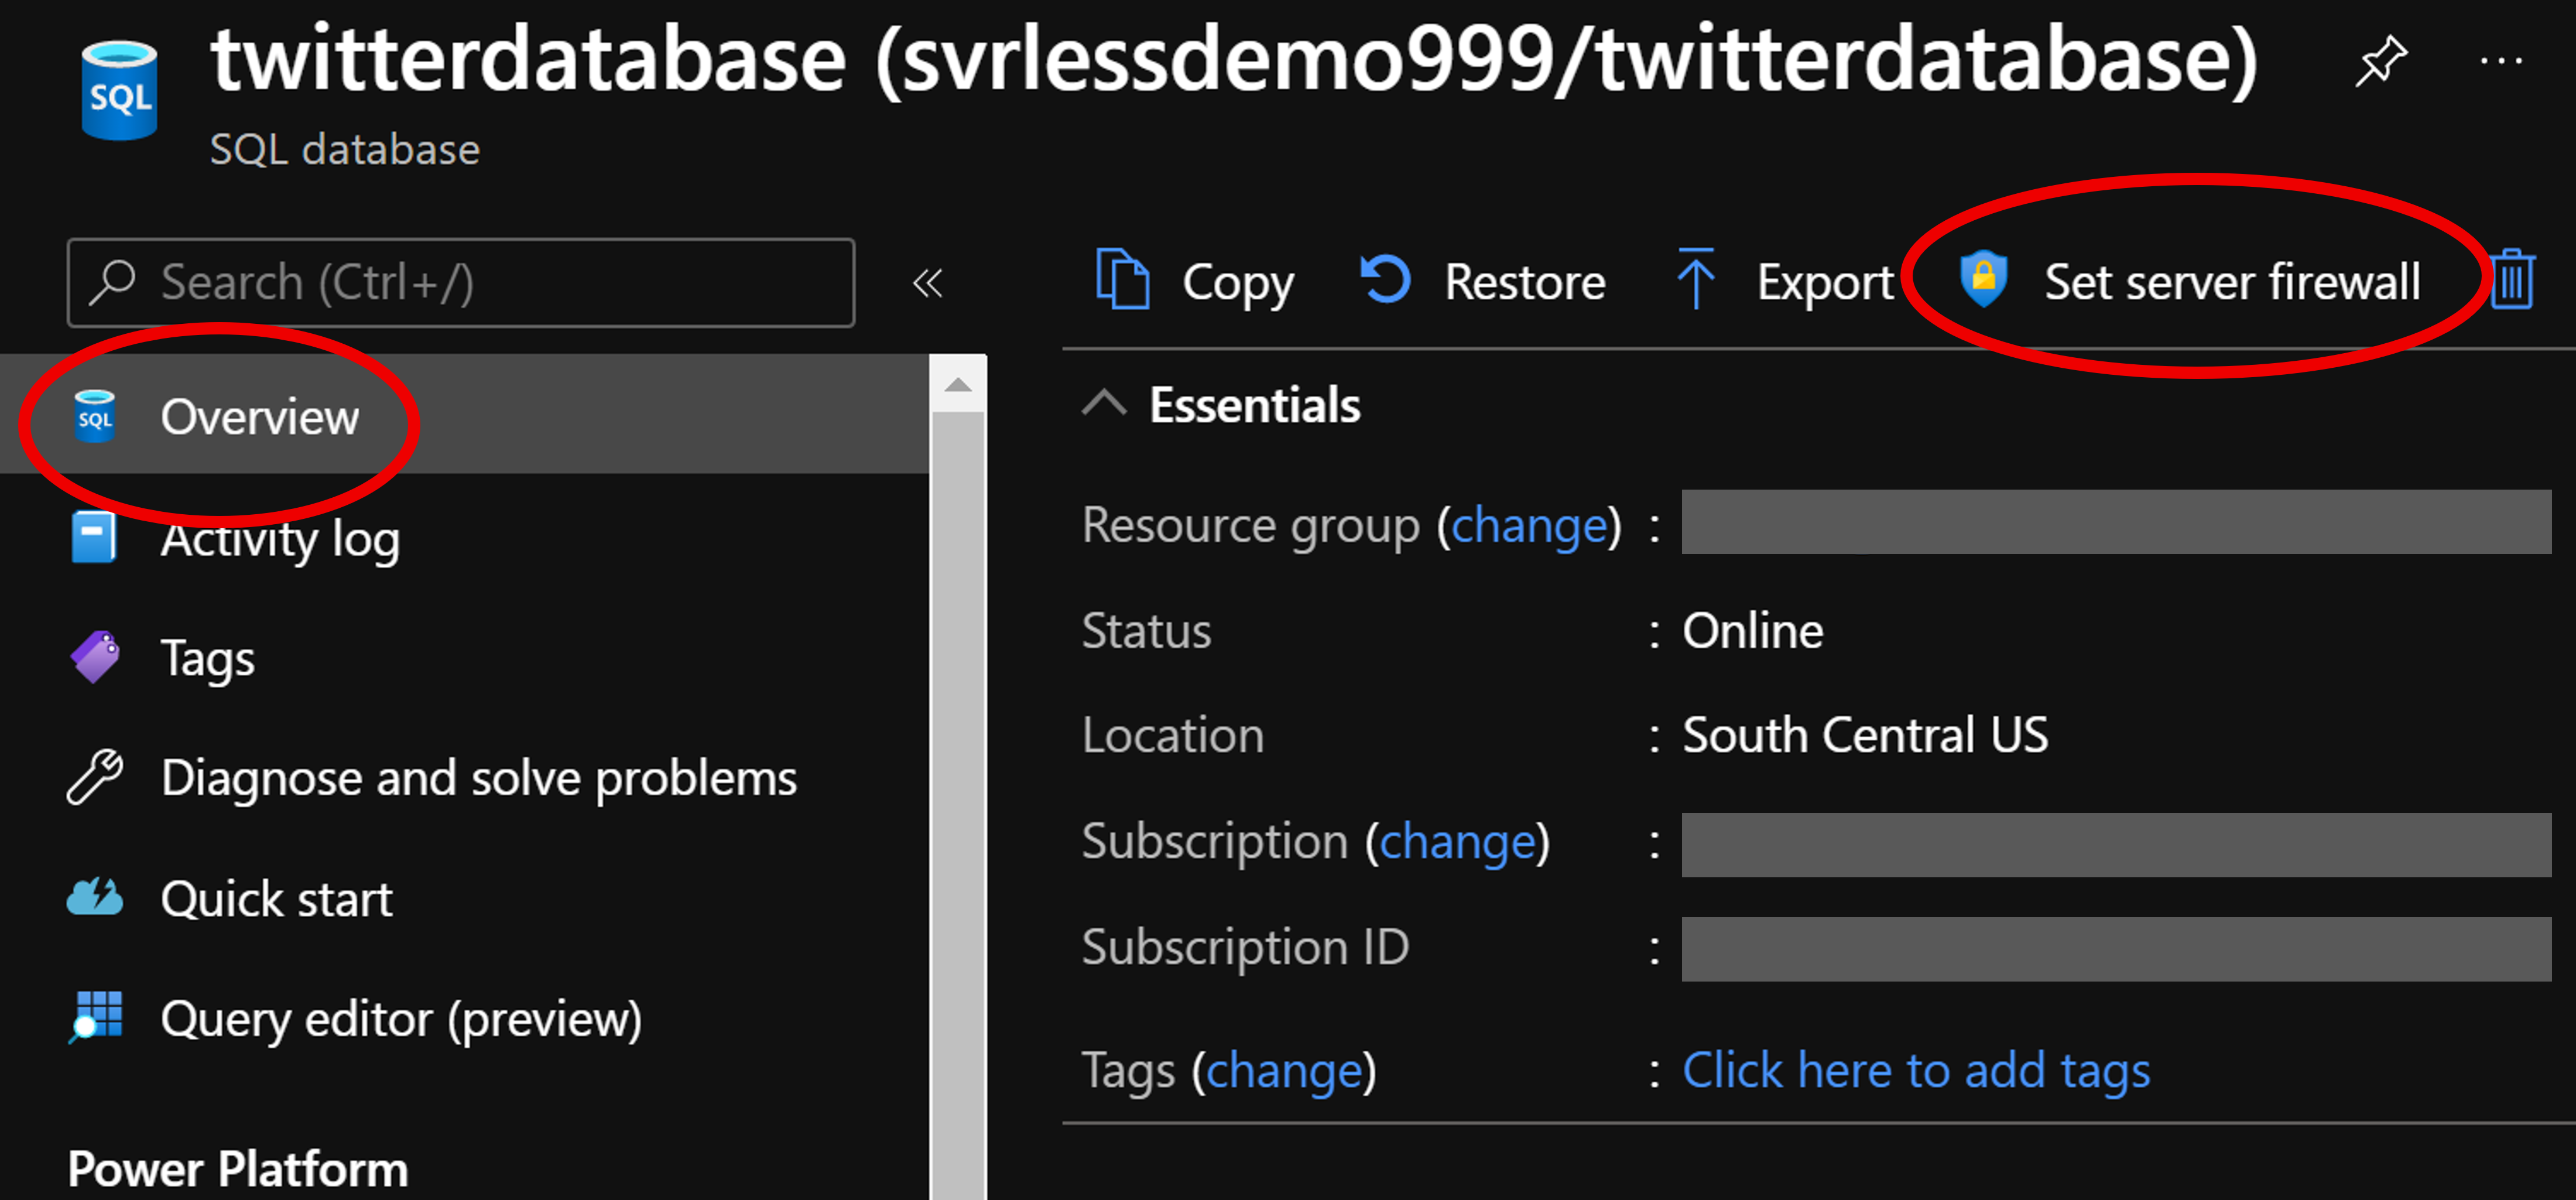 twitterdatabase (svrlessdemo999/twitterdatabase)
SQL
SQL database
Search (Ctrl+/)
Copy
Restore
Export
Set server firewall
SQL
Overview
Activity log
Tags
Diagnose and solve problems
Quick start
Query editor (preview)
Power Platform
Essentials
Resource group (change) :
Status : Online
Location : South Central US
Subscription (change) :
Subscription ID :
Tags (change) : Click here to add tags